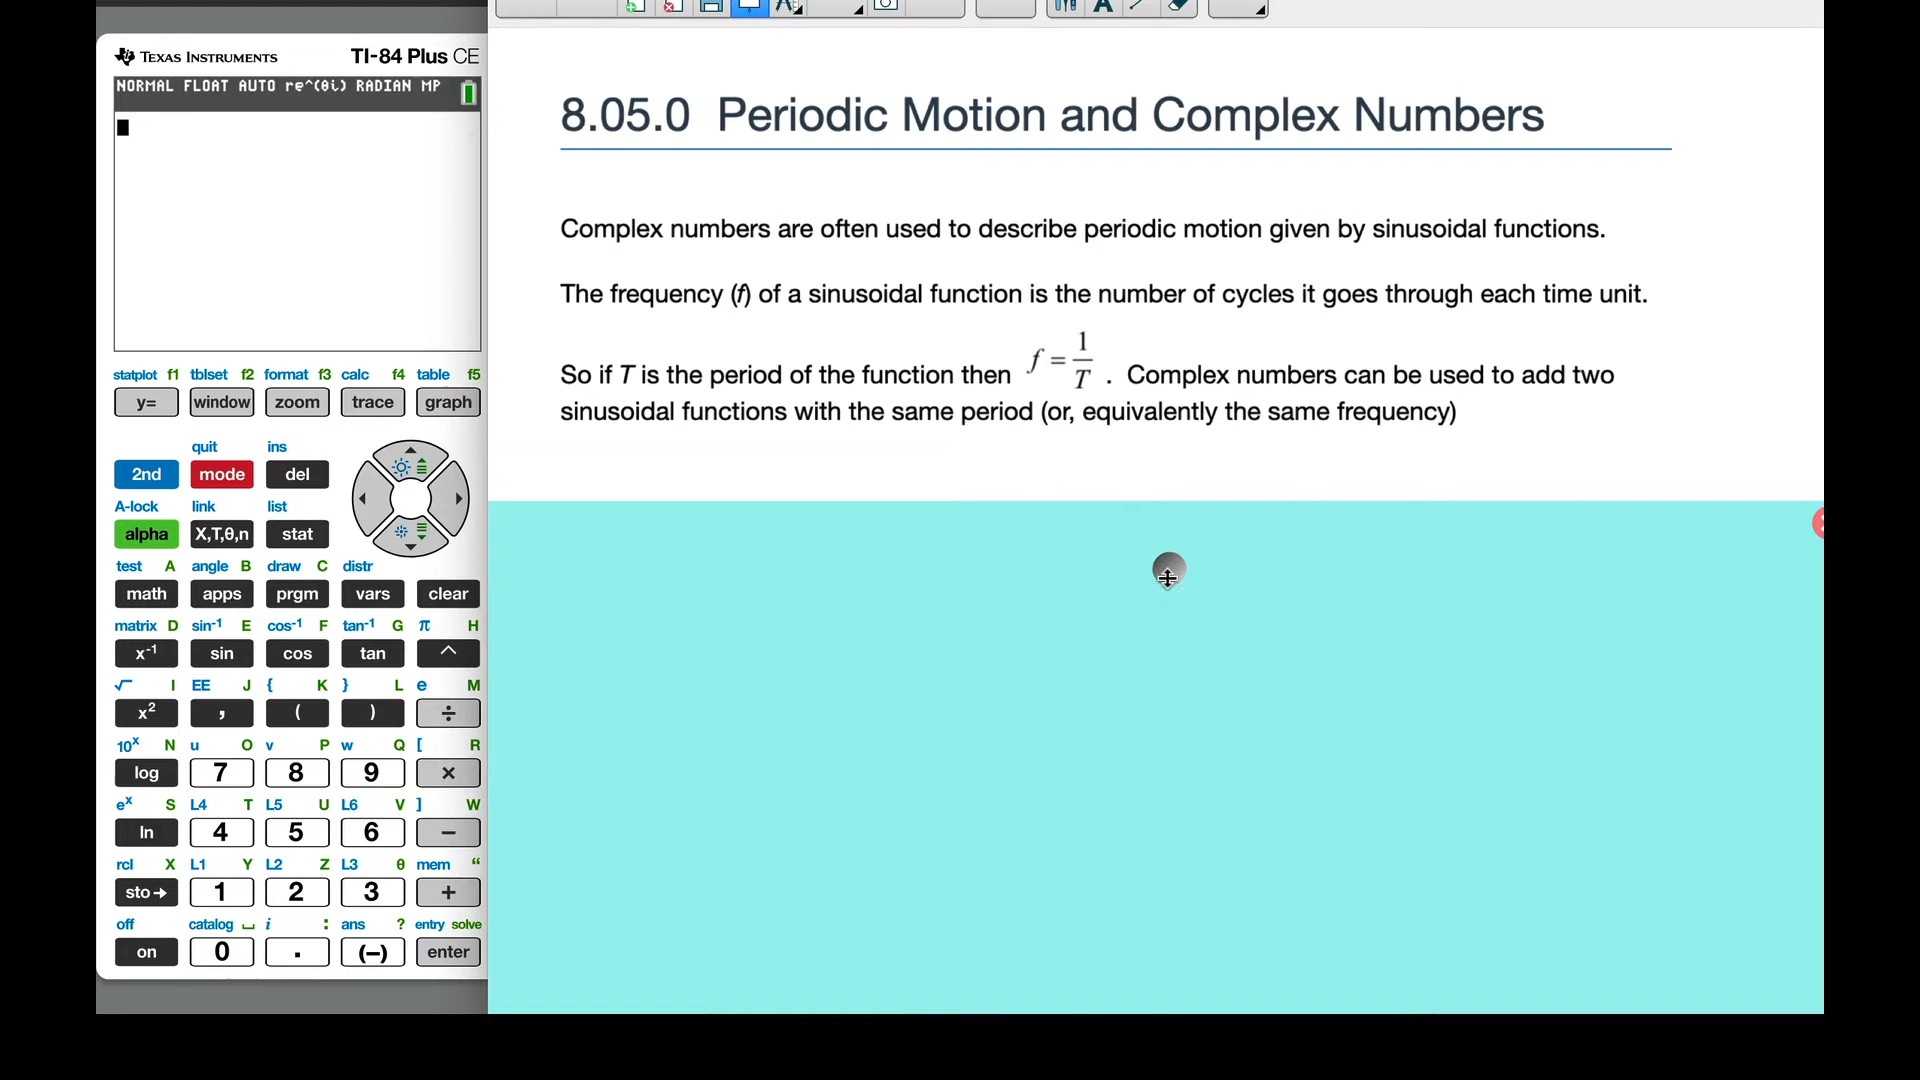 TEXAS INSTRUMENTS TI-84 Plus CE
NORMAL FLOAT AUTO re^(θi) RADIAN MP
8.05.0 Periodic Motion and Complex Numbers
Complex numbers are often used to describe periodic motion given by sinusoidal functions.
The frequency (f) of a sinusoidal function is the number of cycles it goes through each time unit.
So if T is the period of the function then f = 1/T . Complex numbers can be used to add two
sinusoidal functions with the same period (or, equivalently the same frequency)
statplot f1 tblset f2 format f3 calc f4 table f5
y= window zoom trace graph
quit ins
2nd mode del
A-lock link list
alpha X,T,θ,n stat
test A angle B draw C distr
math apps prgm vars clear
matrix D sin-1 E cos-1 F tan-1 G π H
x-1 sin cos tan ^
√ I EE J { K } L e M
x2 , ( ) ÷
10x N u O v P w Q [ R
log 7 8 9 ×
ex S L4 T L5 U L6 V ] W
ln 4 5 6 −
rcl X L1 Y L2 Z L3 θ mem “
sto→ 1 2 3 +
off catalog ⎵ i : ans ? entry solve
on 0 . (−) enter